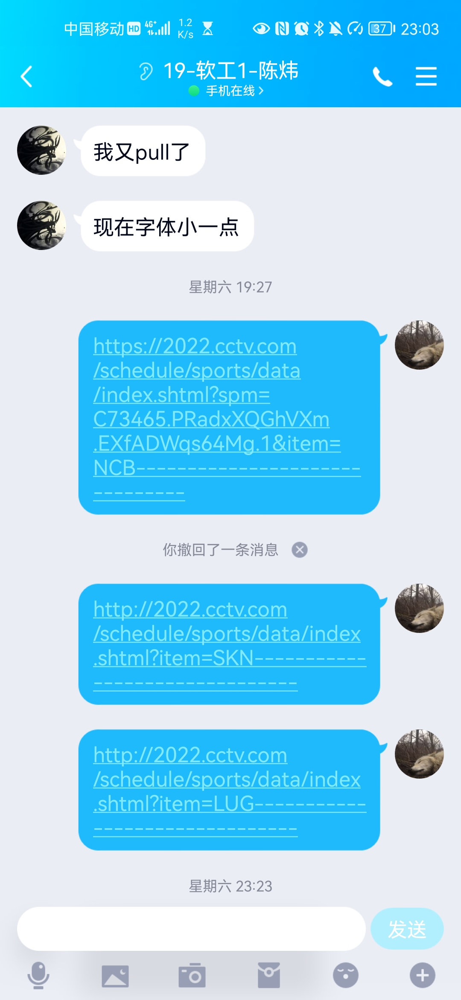 中国移动 HD 4G+ 1.2 K/s 37 23:03
19-软工1-陈炜
手机在线
我又pull了
现在字体小一点
星期六 19:27
https://2022.cctv.com
/schedule/sports/data
/index.shtml?spm=
C73465.PRadxXQGhVXm
.EXfADWqs64Mg.1&item=
NCB----------------------
---------
你撤回了一条消息
http://2022.cctv.com
/schedule/sports/data/index
.shtml?item=SKN-----------
--------------------
http://2022.cctv.com
/schedule/sports/data/index
.shtml?item=LUG-----------
--------------------
星期六 23:23
发送